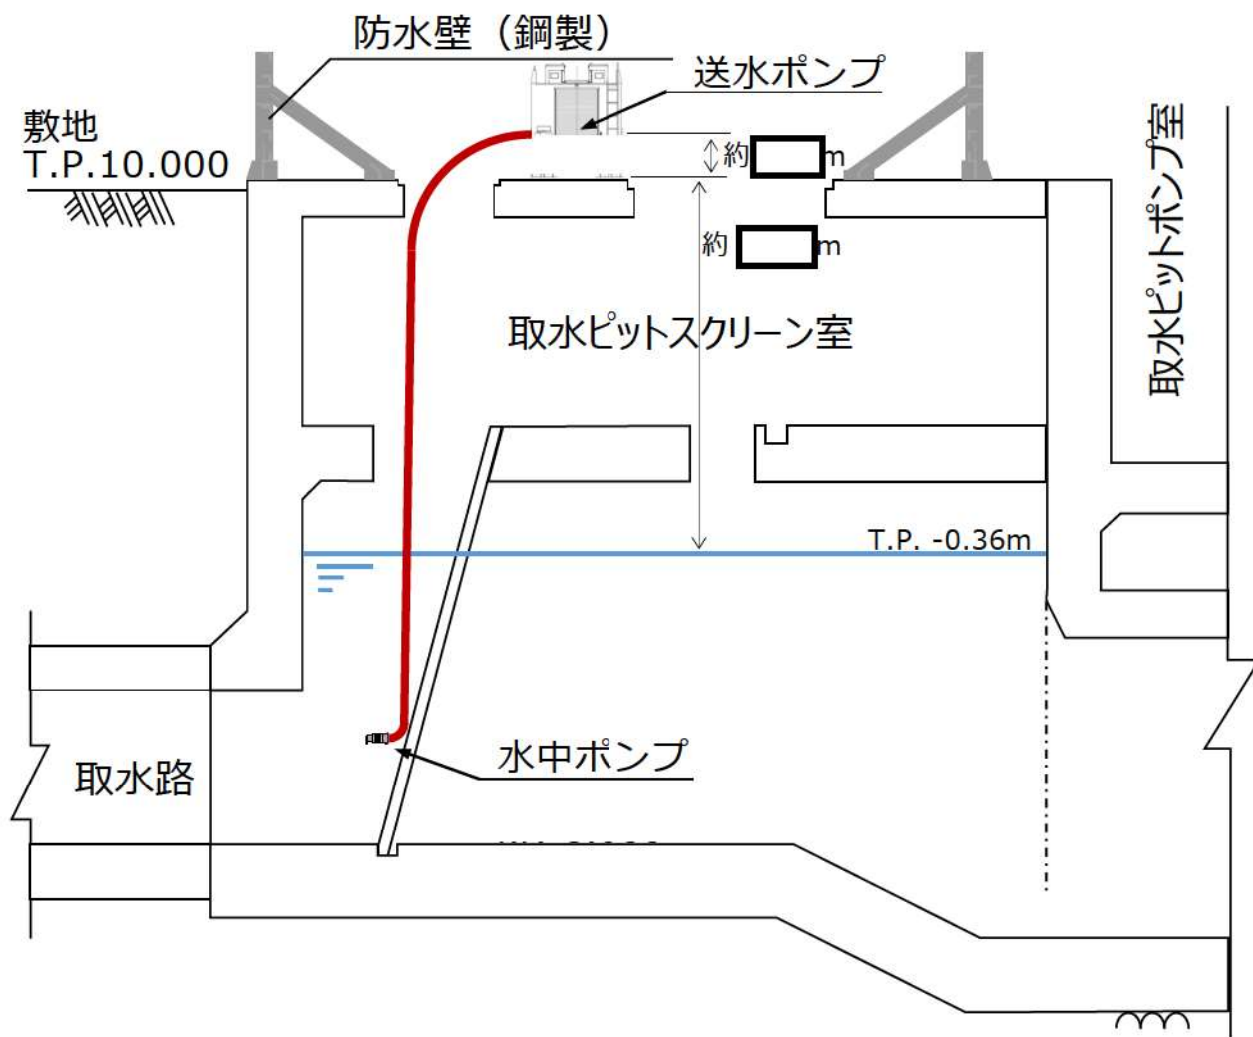 防水壁（鋼製）
送水ポンプ
敷地
T.P.10.000
約 m
約 m
取水ピットポンプ室
取水ピットスクリーン室
T.P. -0.36m
水中ポンプ
取水路